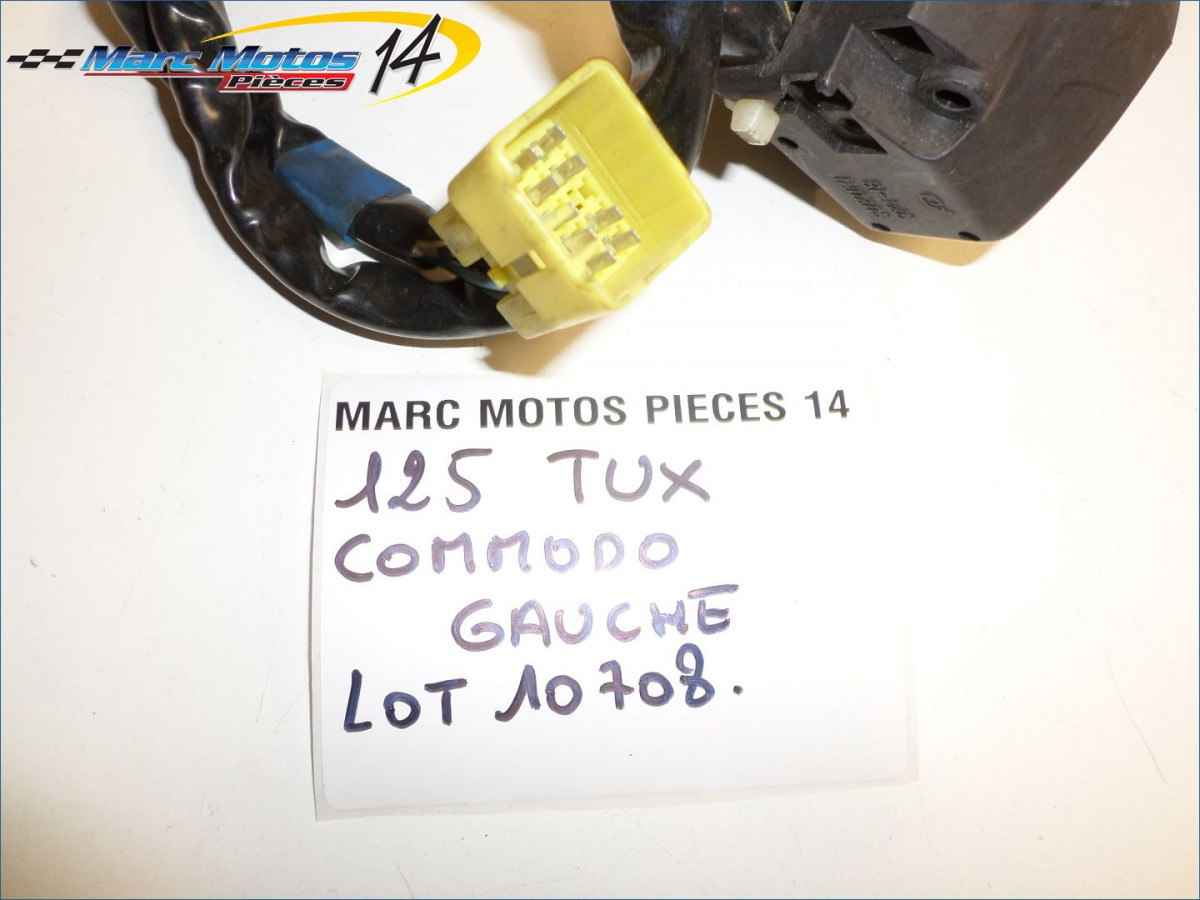 Marc Motos 14
Pièces
MARC MOTOS PIECES 14
125 TUX
COMMODO
GAUCHE
LOT 10708.